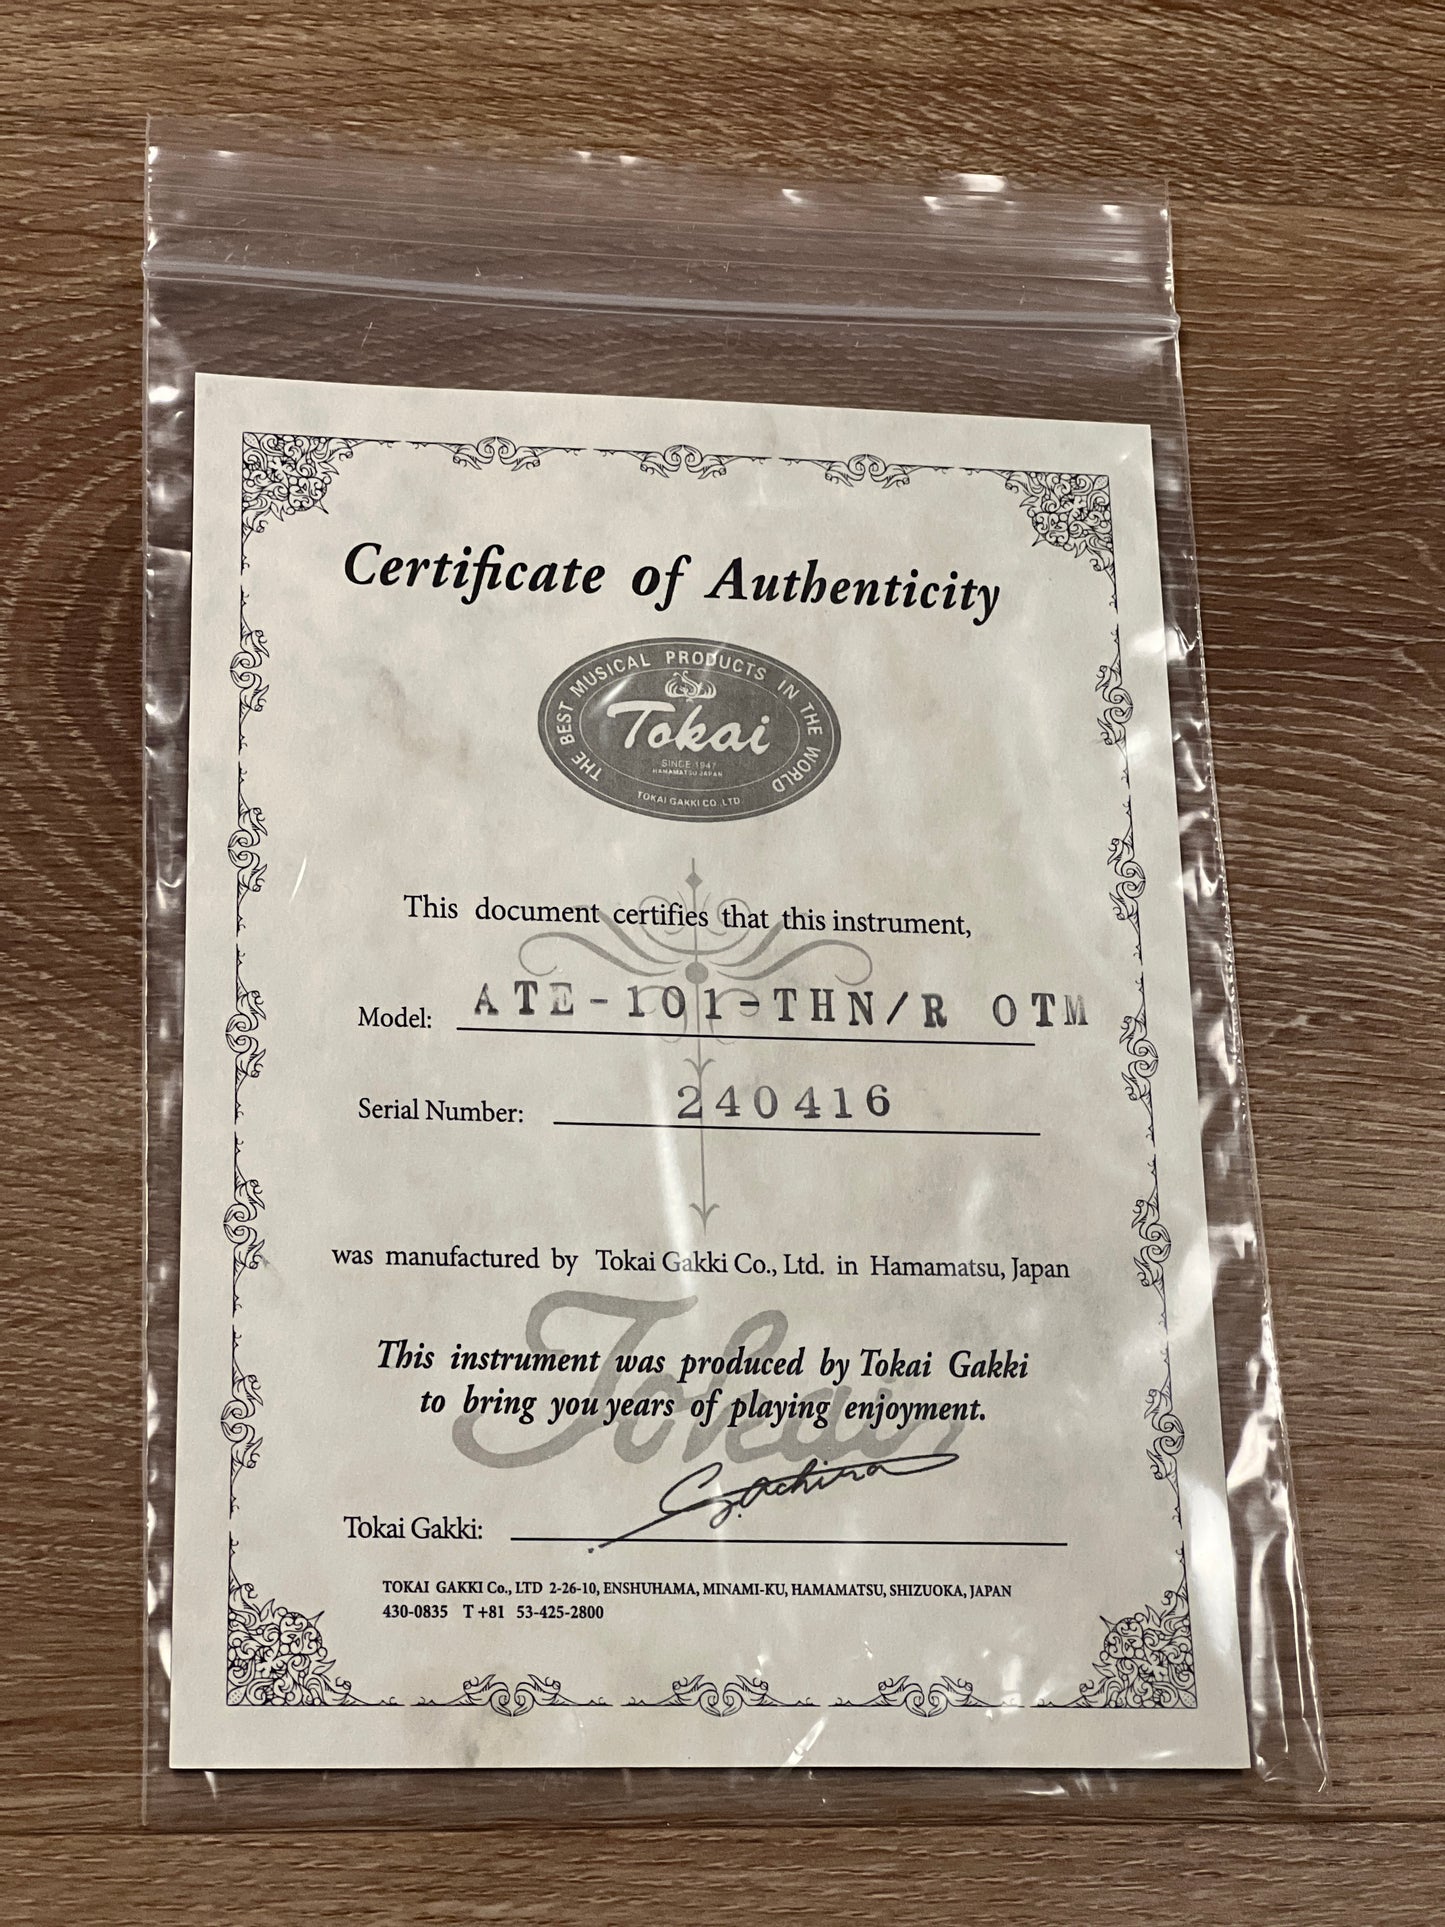 Certificate of Authenticity
THE BEST MUSICAL PRODUCTS IN THE WORLD
Tokai
SINCE 1947
HAMAMATSU JAPAN
TOKAI GAKKI CO.,LTD.
This document certifies that this instrument,
Model: ATE-101-THN/R OTM
Serial Number: 240416
was manufactured by Tokai Gakki Co., Ltd. in Hamamatsu, Japan
Tokai
This instrument was produced by Tokai Gakki
to bring you years of playing enjoyment.
Tokai Gakki:
TOKAI GAKKI Co., LTD 2-26-10, ENSHUHAMA, MINAMI-KU, HAMAMATSU, SHIZUOKA, JAPAN
430-0835 T +81 53-425-2800